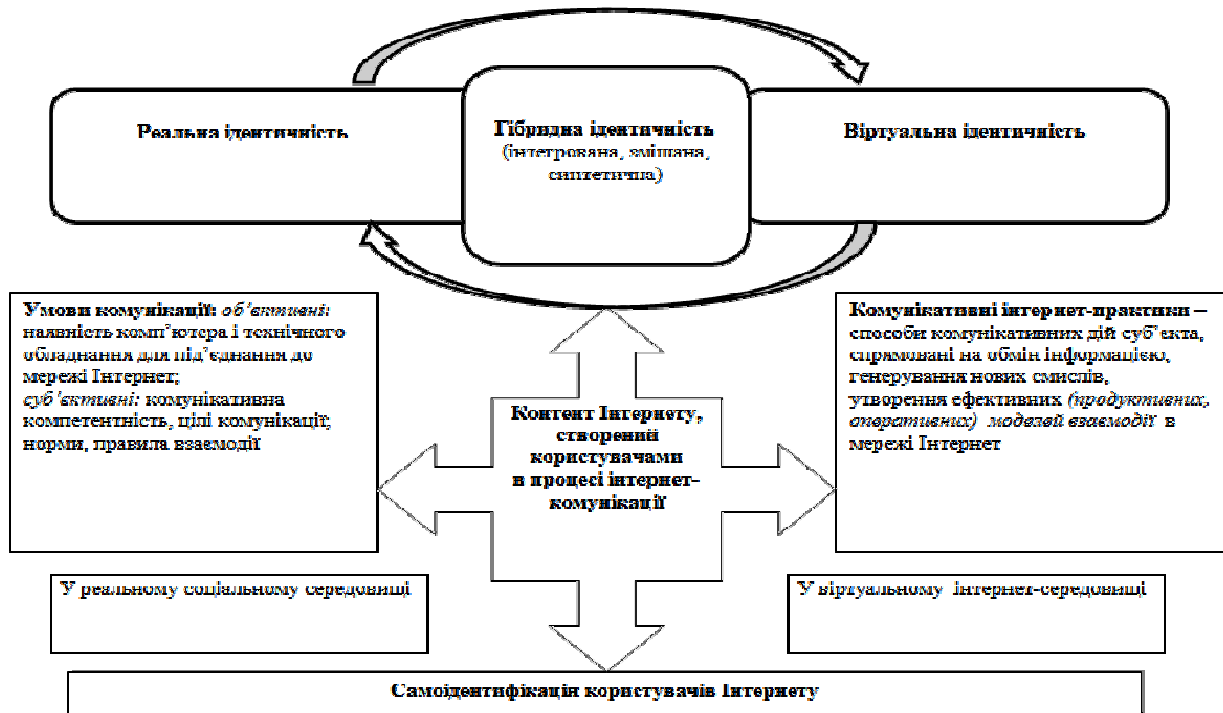 Реальна ідентичність
Гібридна ідентичність
(інтегрована, змішана,
синтетична)
Віртуальна ідентичність
Умови комунікації: об’єктивні:
наявність комп’ютера і технічного
обладнання для під’єднання до
мережі Інтернет;
суб’єктивні: комунікативна
компетентність, цілі комунікації;
норми, правила взаємодії
Контент Інтернету,
створений
користувачами
в процесі інтернет-
комунікації
Комунікативні інтернет-практики –
способи комунікативних дій суб’єкта,
спрямовані на обмін інформацією,
генерування нових смислів,
утворення ефективних (продуктивних,
оперативних) моделей взаємодії в
мережі Інтернет
У реальному соціальному середовищі
У віртуальному інтернет-середовищі
Самоідентифікація користувачів Інтернету